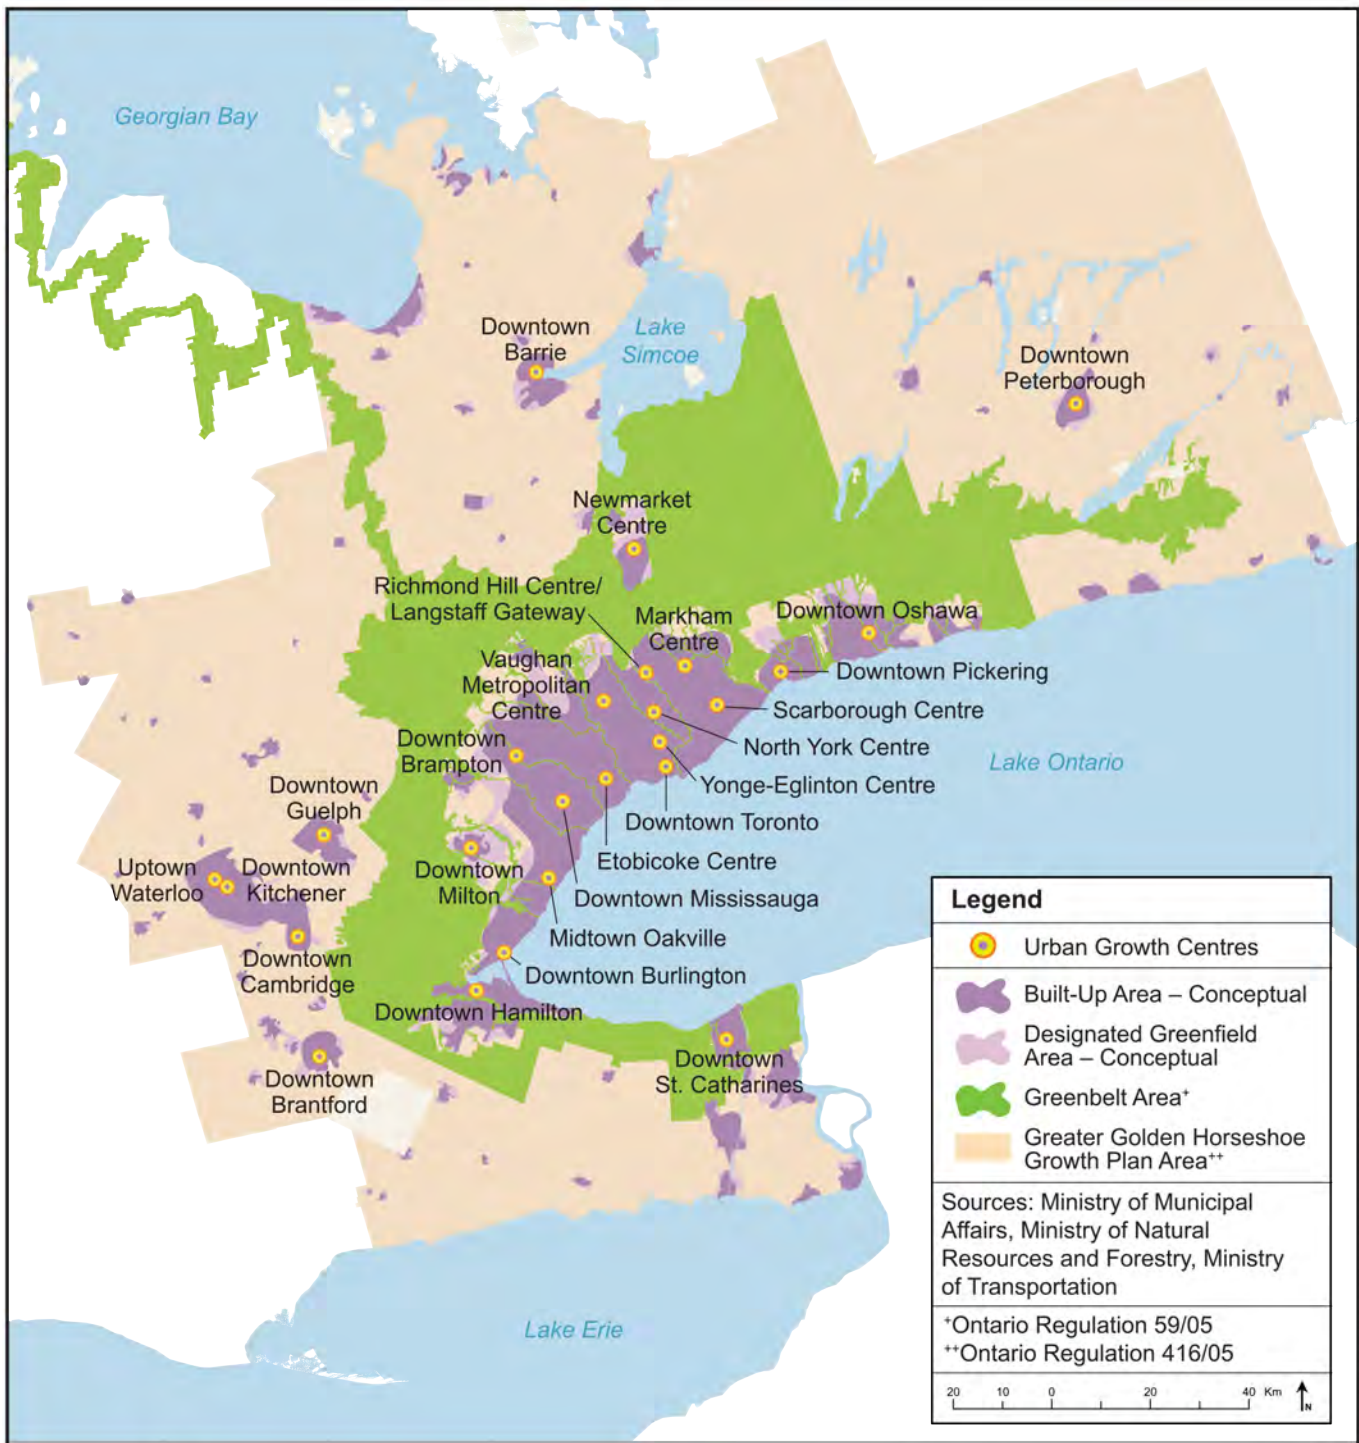 Georgian Bay
Downtown
Barrie
Lake
Simcoe
Downtown
Peterborough
Newmarket
Centre
Richmond Hill Centre/
Langstaff Gateway
Markham
Centre
Downtown Oshawa
Vaughan
Metropolitan
Centre
Downtown Pickering
Scarborough Centre
Downtown
Brampton
North York Centre
Lake Ontario
Yonge-Eglinton Centre
Downtown
Guelph
Downtown Toronto
Etobicoke Centre
Uptown
Waterloo
Downtown
Kitchener
Downtown
Milton
Downtown Mississauga
Midtown Oakville
Downtown
Cambridge
Downtown Burlington
Downtown Hamilton
Downtown
St. Catharines
Downtown
Brantford
Lake Erie
Legend
Urban Growth Centres
Built-Up Area – Conceptual
Designated Greenfield
Area – Conceptual
Greenbelt Area+
Greater Golden Horseshoe
Growth Plan Area++
Sources: Ministry of Municipal
Affairs, Ministry of Natural
Resources and Forestry, Ministry
of Transportation
+Ontario Regulation 59/05
++Ontario Regulation 416/05
20 10 0 20 40 Km
N